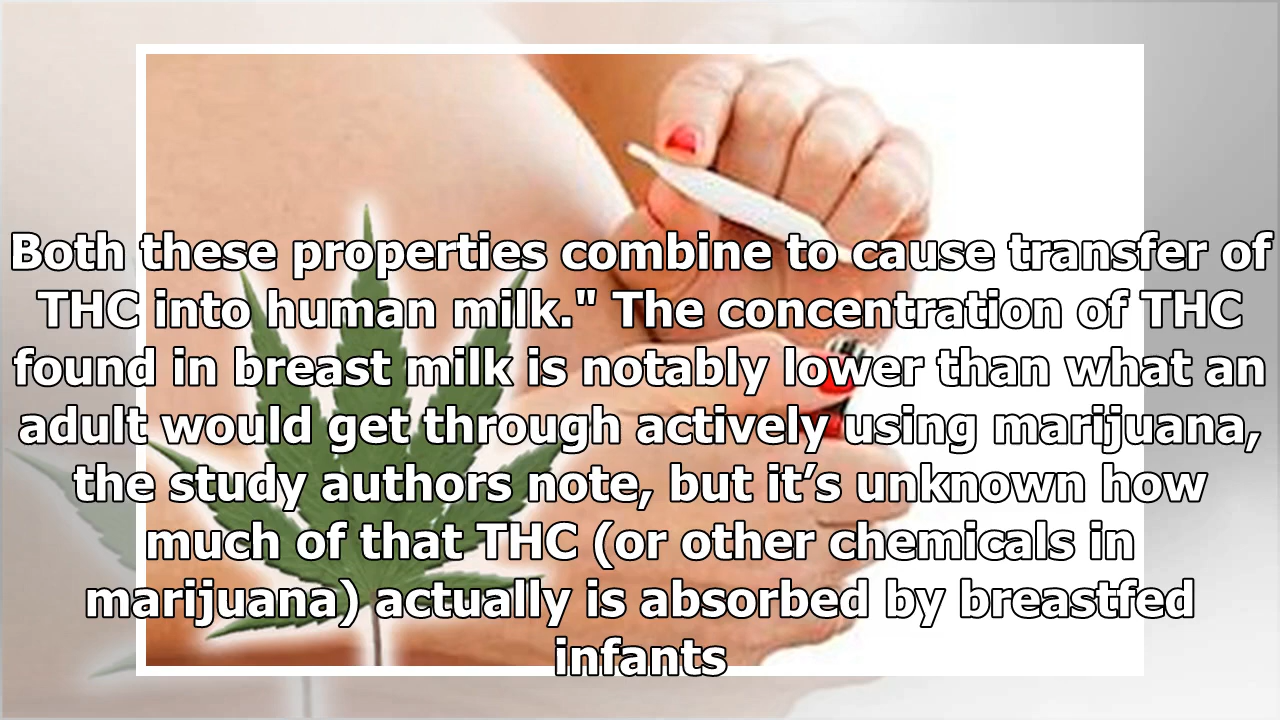 Both these properties combine to cause transfer of
THC into human milk." The concentration of THC
found in breast milk is notably lower than what an
adult would get through actively using marijuana,
the study authors note, but it’s unknown how
much of that THC (or other chemicals in
marijuana) actually is absorbed by breastfed
infants